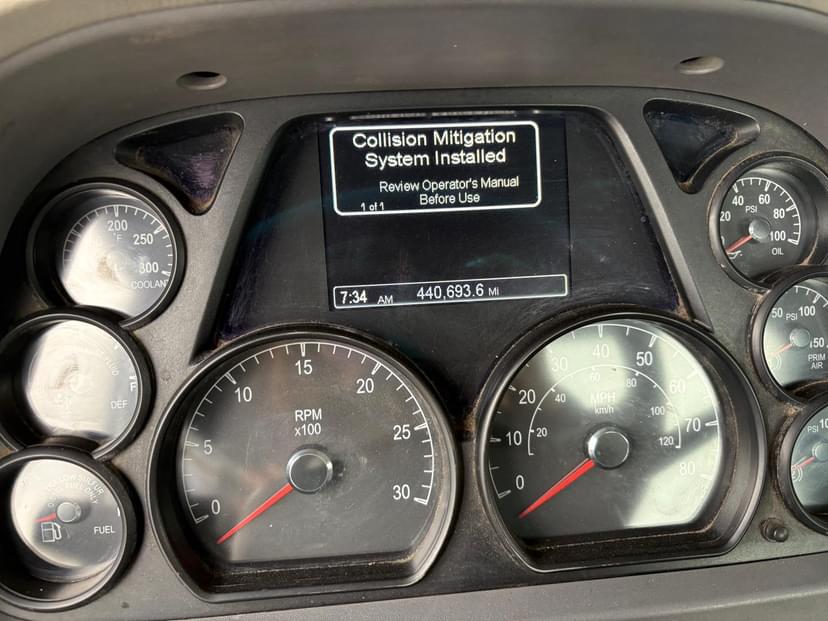 Collision Mitigation
System Installed
Review Operator's Manual
Before Use
1 of 1
7:34 AM 440,693.6 Mi
200
°F
250
300
COOLANT
F
DEF
FUEL
0
5
10
15
20
25
30
RPM
x100
0
10
20
30
40
50
60
70
80
MPH
km/h
20
40
60
80
100
120
20
40
60
80
100
PSI
OIL
50
PSI
100
150
PRIM
AIR
PSI